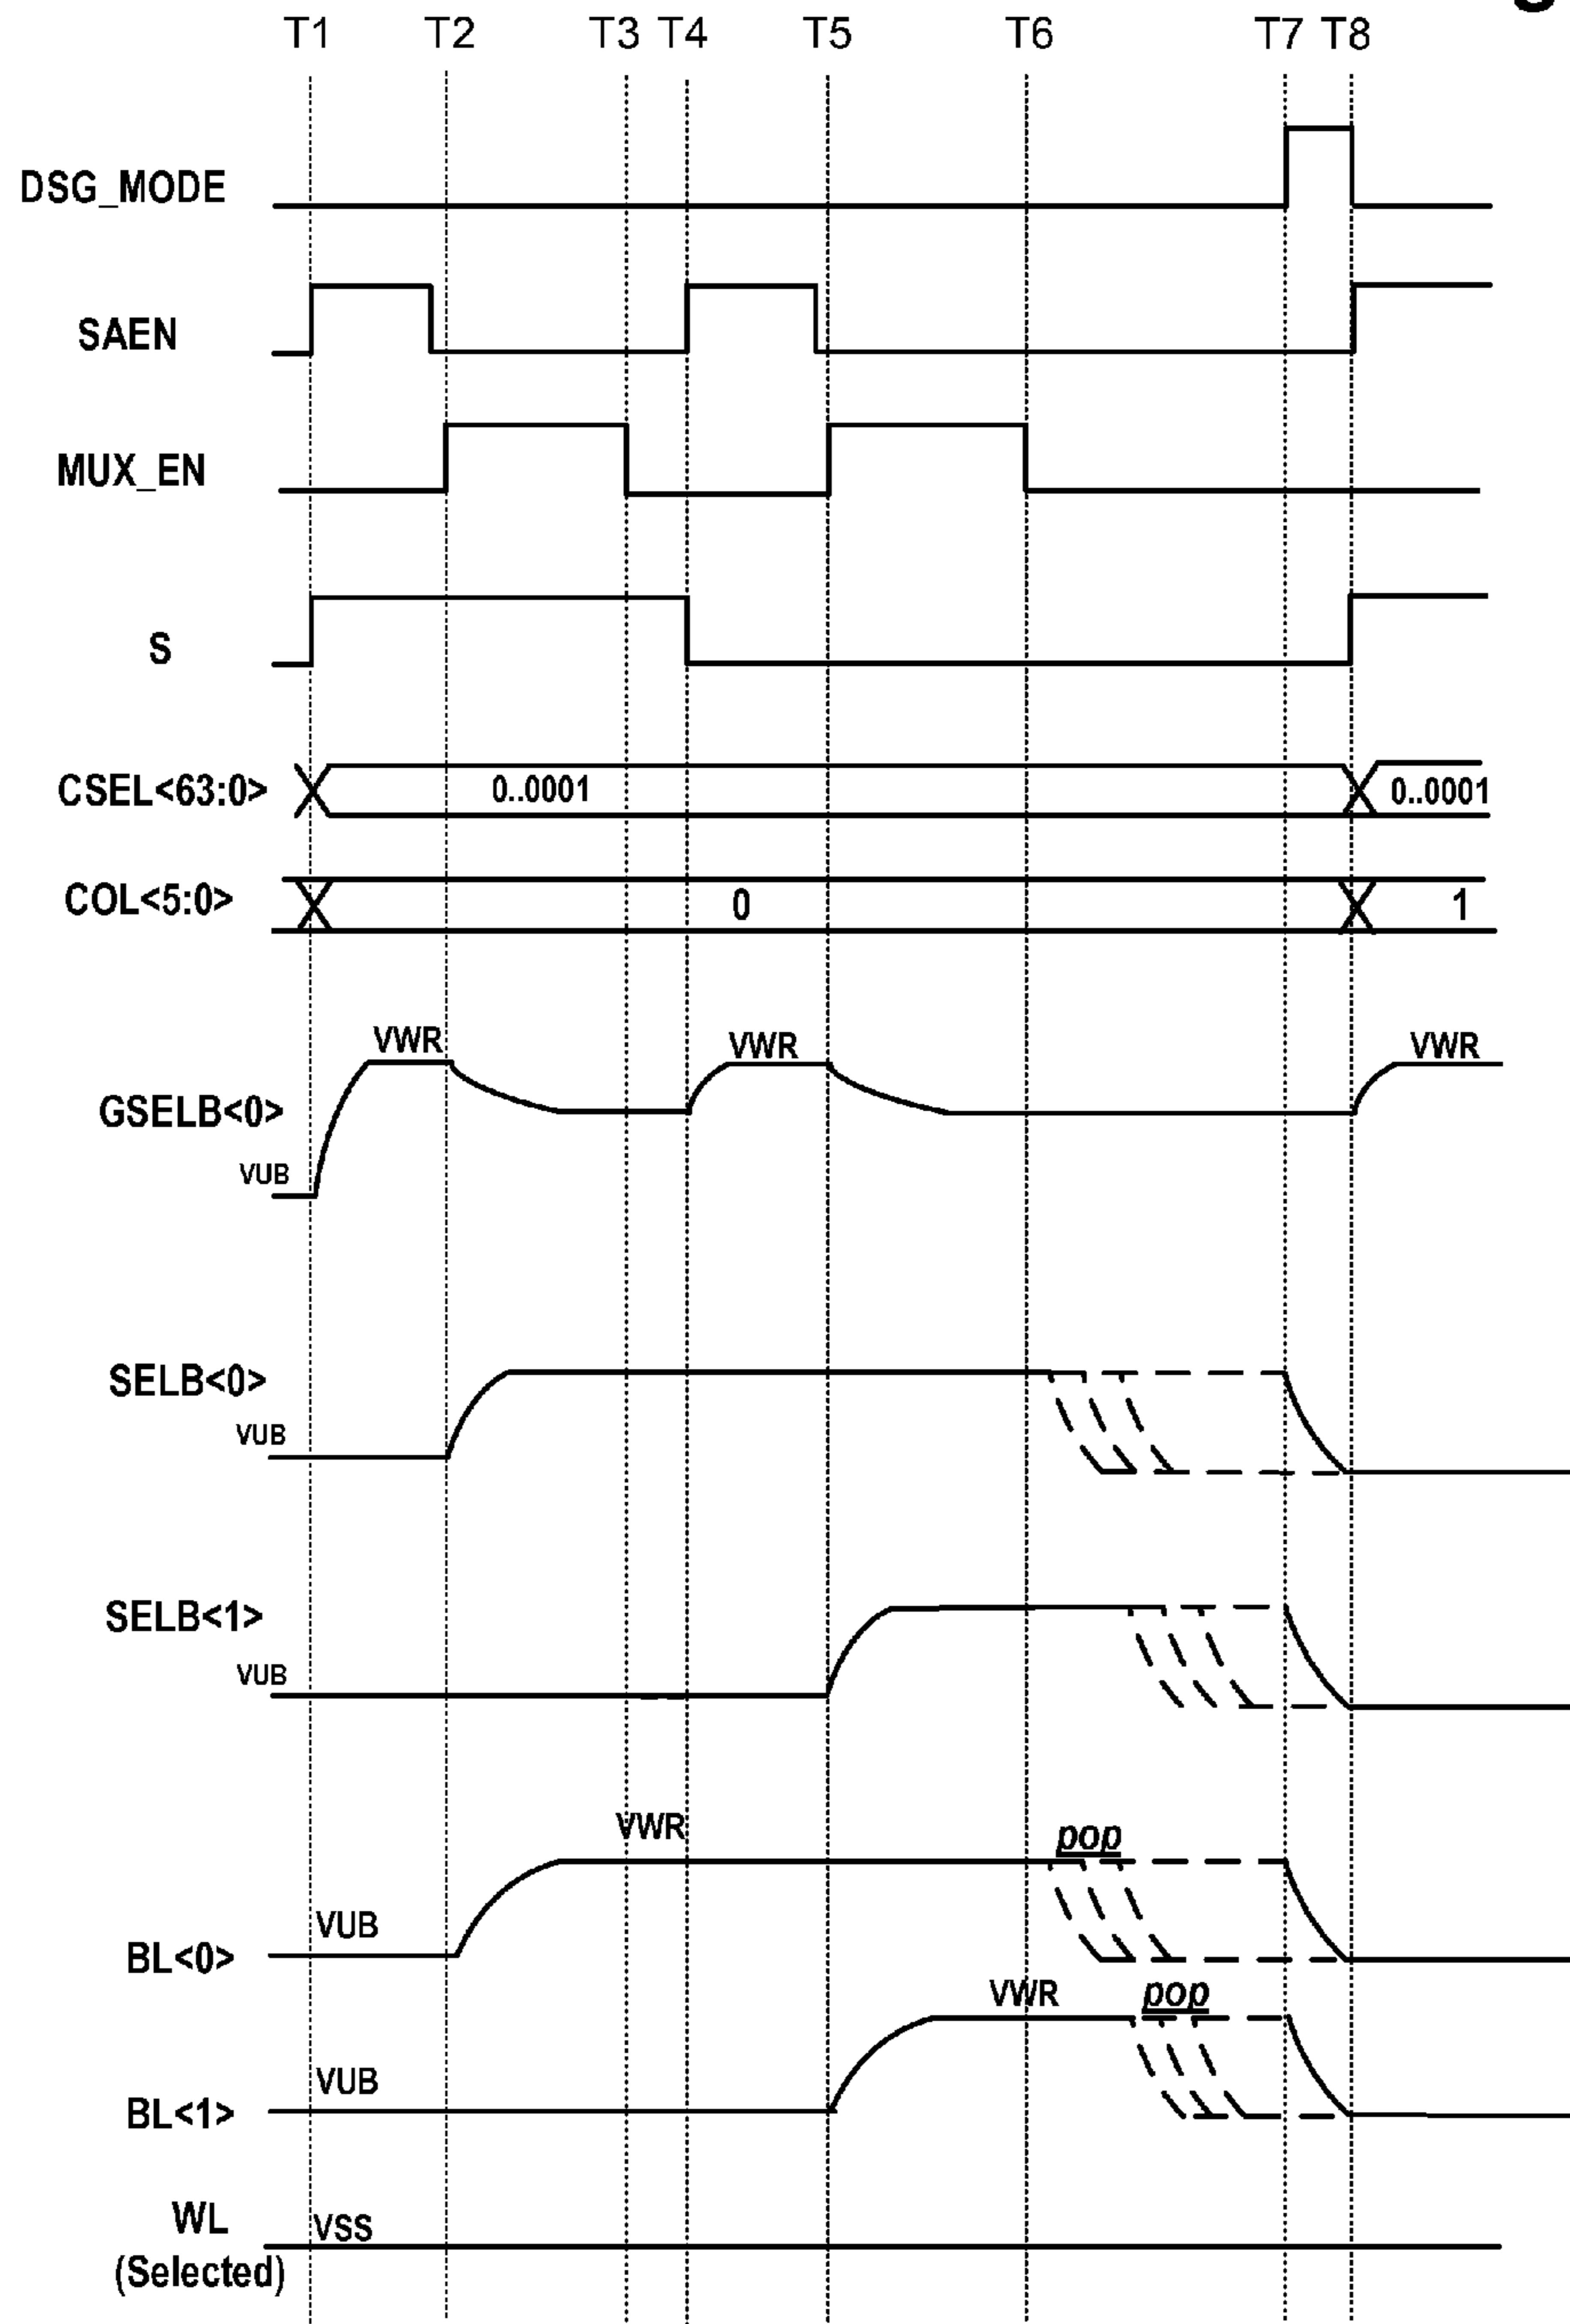 T1 T2 T3 T4 T5 T6 T7 T8
DSG_MODE
SAEN
MUX_EN
S
CSEL<63:0> 0..0001 0..0001
COL<5:0> 0 1
VWR VWR VWR
GSELB<0>
VUB
SELB<0>
VUB
SELB<1>
VUB
VWR pop
VUB
BL<0>
VWR pop
VUB
BL<1>
WL VSS
(Selected)